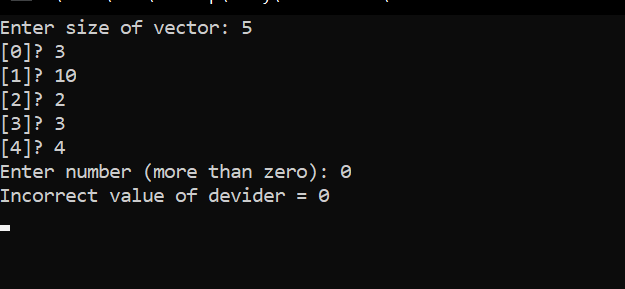 Enter size of vector: 5
[0]? 3
[1]? 10
[2]? 2
[3]? 3
[4]? 4
Enter number (more than zero): 0
Incorrect value of devider = 0